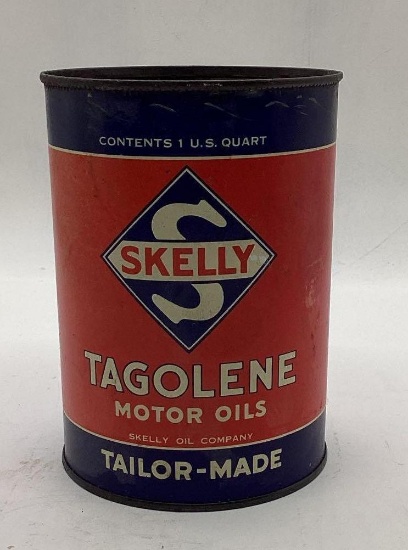 CONTENTS 1 U.S. QUART
S
SKELLY
TAGOLENE
MOTOR OILS
SKELLY OIL COMPANY
TAILOR-MADE